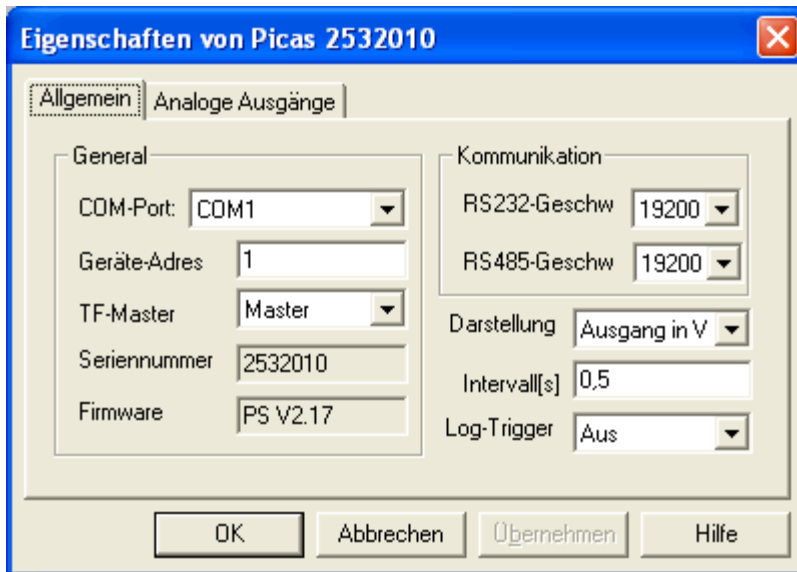 Eigenschaften von Picas 2532010
Allgemein
Analoge Ausgänge
General
COM-Port: COM1
Geräte-Adres 1
TF-Master Master
Seriennummer 2532010
Firmware PS V2.17
Kommunikation
RS232-Geschw 19200
RS485-Geschw 19200
Darstellung Ausgang in V
Intervall[s] 0,5
Log-Trigger Aus
OK Abbrechen Übernehmen Hilfe